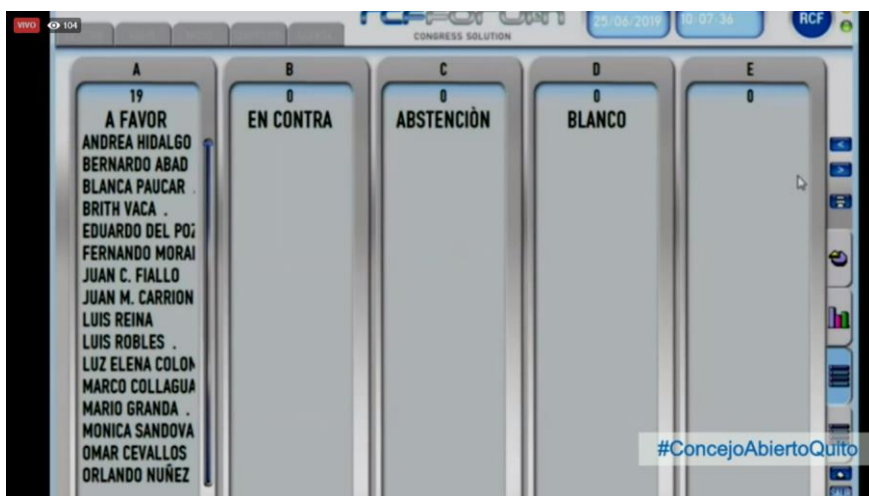 VIVO 104
CONGRESS SOLUTION
25/06/2019 10:07:36 RCF
A B C D E
19 0 0 0 0
A FAVOR EN CONTRA ABSTENCIÒN BLANCO
ANDREA HIDALGO
BERNARDO ABAD
BLANCA PAUCAR .
BRITH VACA .
EDUARDO DEL POZ
FERNANDO MORAI
JUAN C. FIALLO
JUAN M. CARRION
LUIS REINA
LUIS ROBLES .
LUZ ELENA COLON
MARCO COLLAGUA
MARIO GRANDA .
MONICA SANDOVA
OMAR CEVALLOS
ORLANDO NUÑEZ
#ConcejoAbiertoQuito